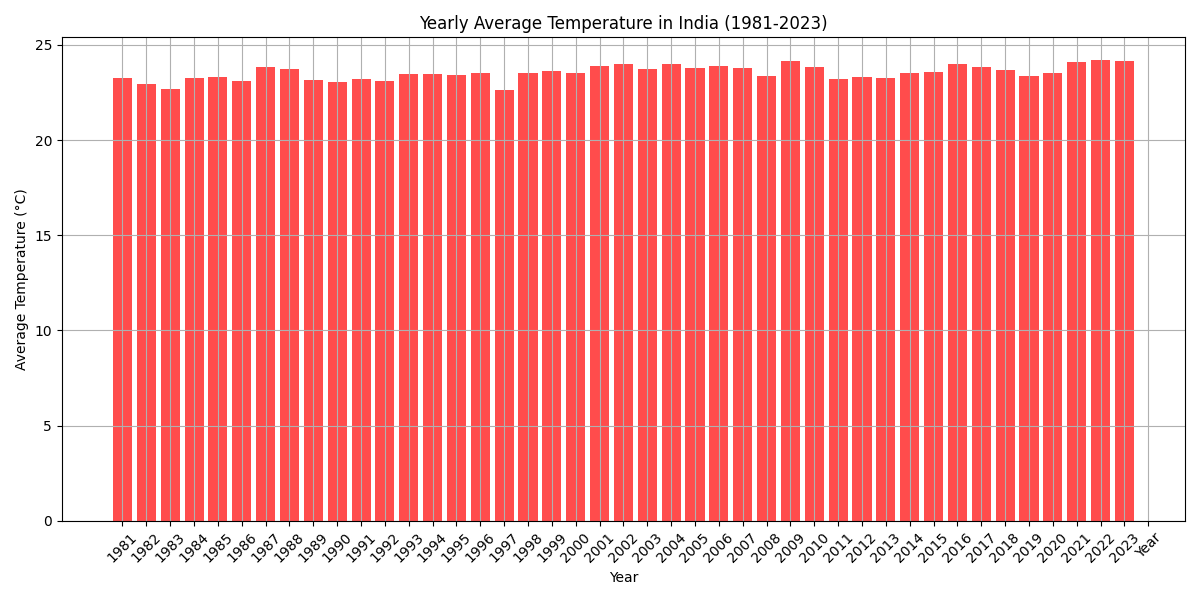 Yearly Average Temperature in India (1981-2023)
Average Temperature (°C)
25
20
15
10
5
0
1981 1982 1983 1984 1985 1986 1987 1988 1989 1990 1991 1992 1993 1994 1995 1996 1997 1998 1999 2000 2001 2002 2003 2004 2005 2006 2007 2008 2009 2010 2011 2012 2013 2014 2015 2016 2017 2018 2019 2020 2021 2022 2023 Year
Year